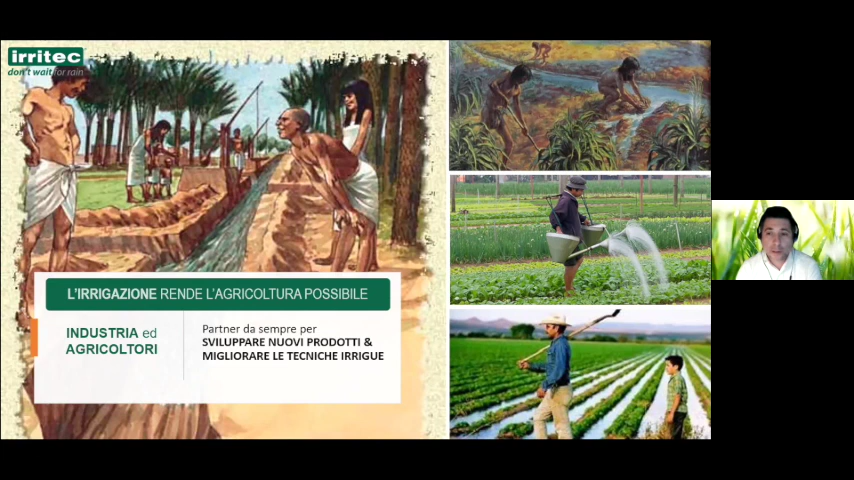 irritec
don't wait for rain
L'IRRIGAZIONE RENDE L'AGRICOLTURA POSSIBILE
INDUSTRIA ed
AGRICOLTORI
Partner da sempre per
SVILUPPARE NUOVI PRODOTTI &
MIGLIORARE LE TECNICHE IRRIGUE